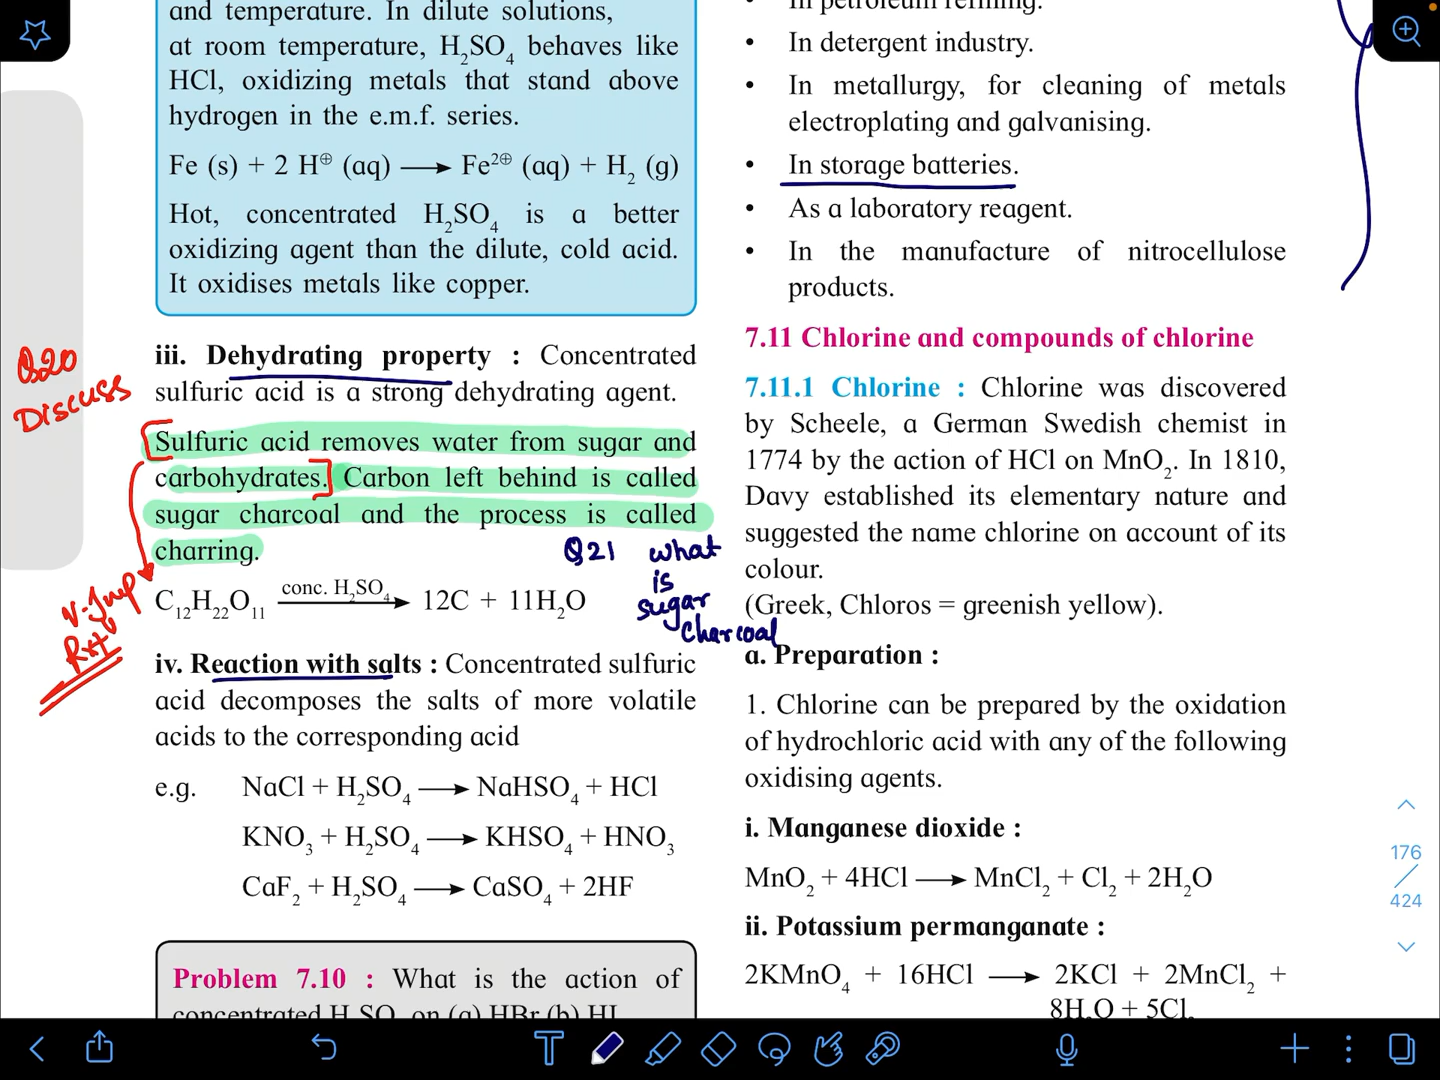 and temperature. In dilute solutions,
at room temperature, H₂SO₄ behaves like
HCl, oxidizing metals that stand above
hydrogen in the e.m.f. series.
Fe (s) + 2 H⊕ (aq) ⟶ Fe²⊕ (aq) + H₂ (g)
Hot, concentrated H₂SO₄ is a better
oxidizing agent than the dilute, cold acid.
It oxidises metals like copper.
Q20
Discuss
iii. Dehydrating property : Concentrated
sulfuric acid is a strong dehydrating agent.
[Sulfuric acid removes water from sugar and
carbohydrates.] Carbon left behind is called
sugar charcoal and the process is called
charring.
Q21 what
is
sugar
charcoal
V.Imp
C₁₂H₂₂O₁₁ conc. H₂SO₄ ⟶ 12C + 11H₂O
iv. Reaction with salts : Concentrated sulfuric
acid decomposes the salts of more volatile
acids to the corresponding acid
e.g. NaCl + H₂SO₄ ⟶ NaHSO₄ + HCl
KNO₃ + H₂SO₄ ⟶ KHSO₄ + HNO₃
CaF₂ + H₂SO₄ ⟶ CaSO₄ + 2HF
Problem 7.10 : What is the action of
concentrated H₂SO₄ on (a) HBr (b) HI
• In petroleum refining.
• In detergent industry.
• In metallurgy, for cleaning of metals
electroplating and galvanising.
• In storage batteries.
• As a laboratory reagent.
• In the manufacture of nitrocellulose
products.
7.11 Chlorine and compounds of chlorine
7.11.1 Chlorine : Chlorine was discovered
by Scheele, a German Swedish chemist in
1774 by the action of HCl on MnO₂. In 1810,
Davy established its elementary nature and
suggested the name chlorine on account of its
colour.
(Greek, Chloros = greenish yellow).
a. Preparation :
1. Chlorine can be prepared by the oxidation
of hydrochloric acid with any of the following
oxidising agents.
i. Manganese dioxide :
MnO₂ + 4HCl ⟶ MnCl₂ + Cl₂ + 2H₂O
ii. Potassium permanganate :
2KMnO₄ + 16HCl ⟶ 2KCl + 2MnCl₂ +
8H₂O + 5Cl₂
176
424